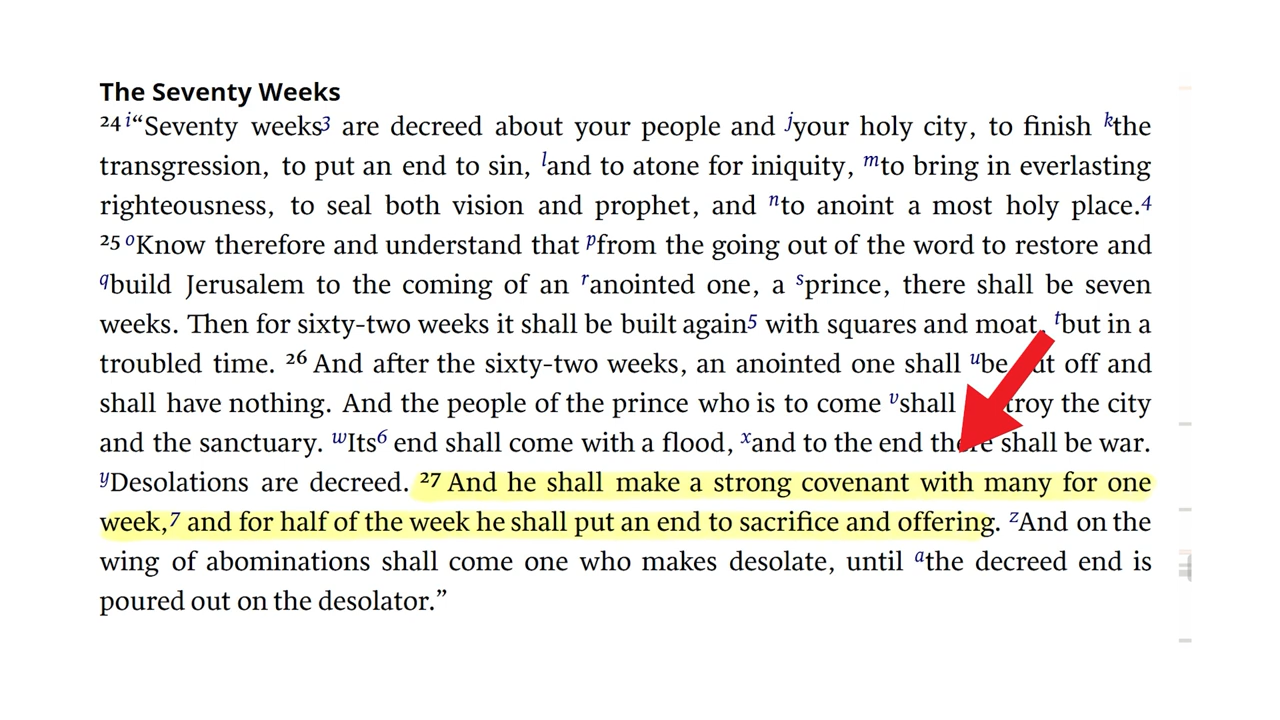 The Seventy Weeks
24 i“Seventy weeks3 are decreed about your people and jyour holy city, to finish kthe
transgression, to put an end to sin, land to atone for iniquity, mto bring in everlasting
righteousness, to seal both vision and prophet, and nto anoint a most holy place.4
25 oKnow therefore and understand that pfrom the going out of the word to restore and
qbuild Jerusalem to the coming of an ranointed one, a sprince, there shall be seven
weeks. Then for sixty-two weeks it shall be built again5 with squares and moat, tbut in a
troubled time. 26 And after the sixty-two weeks, an anointed one shall ube off and
shall have nothing. And the people of the prince who is to come vshall the city
and the sanctuary. wIts6 end shall come with a flood, xand to the end there shall be war.
yDesolations are decreed. 27 And he shall make a strong covenant with many for one
week,7 and for half of the week he shall put an end to sacrifice and offering. zAnd on the
wing of abominations shall come one who makes desolate, until athe decreed end is
poured out on the desolator.”